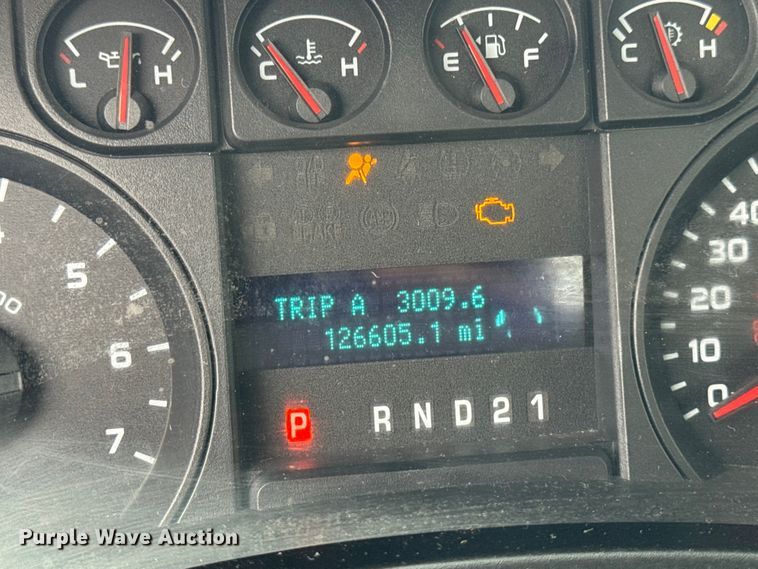 L H
C H
E F
C H
5
6
7
40
30
20
10
0
TRIP A 3009.6
126605.1 mi
P R N D 2 1
Purple Wave Auction